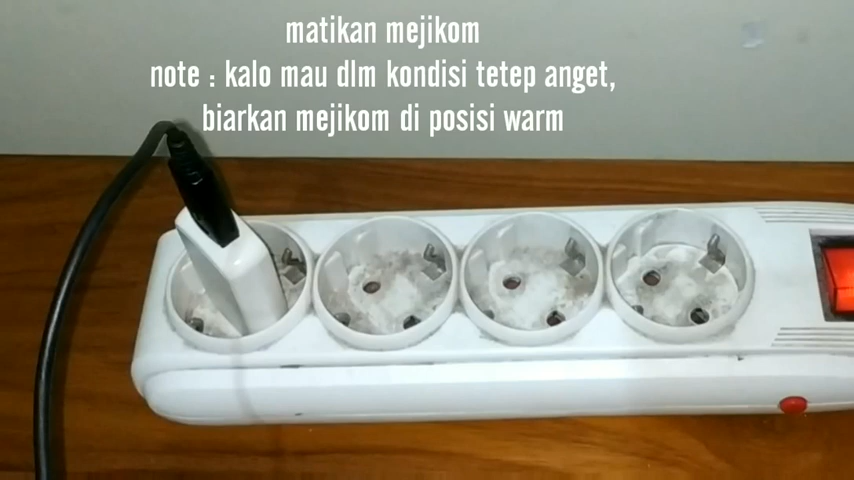 matikan mejikom
note : kalo mau dlm kondisi tetep anget,
biarkan mejikom di posisi warm